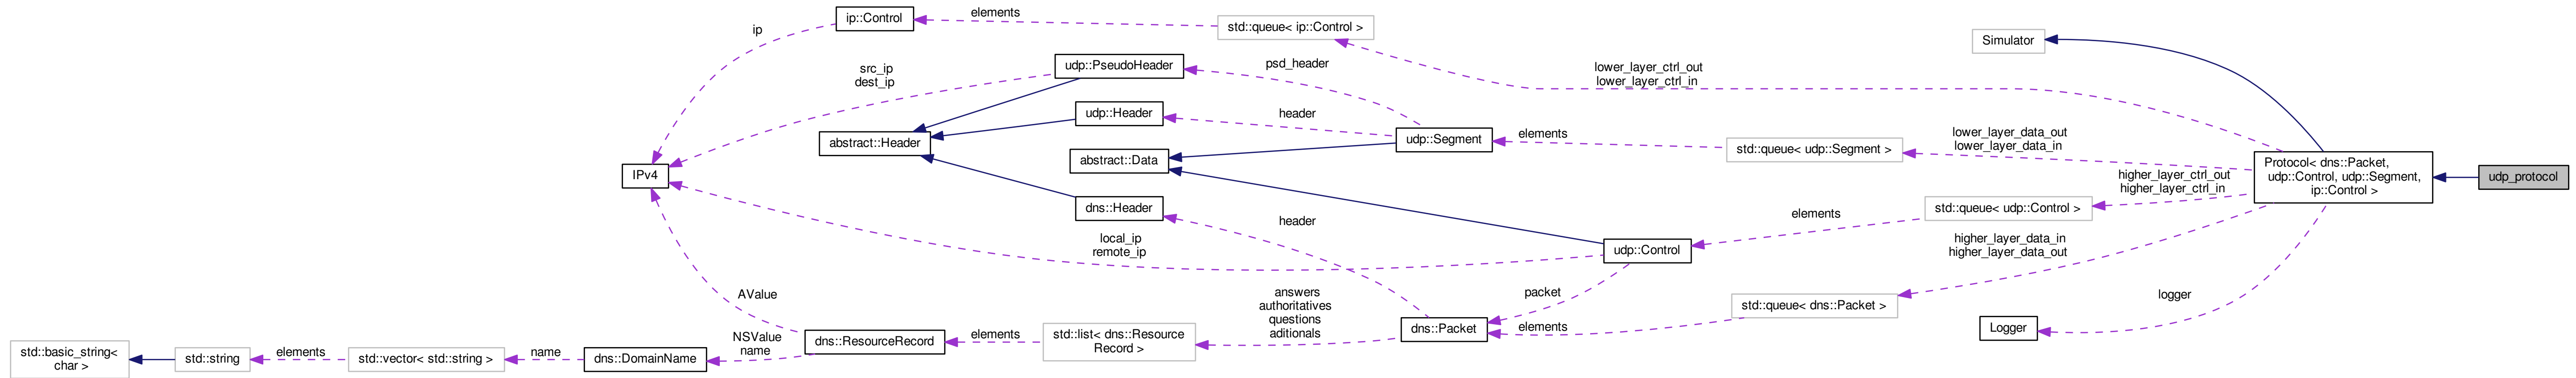 ip::Control
elements
std::queue< ip::Control >
ip
Simulator
udp::PseudoHeader
psd_header
src_ip
dest_ip
lower_layer_ctrl_out
lower_layer_ctrl_in
udp::Header
header
abstract::Header
udp::Segment
elements
std::queue< udp::Segment >
lower_layer_data_out
lower_layer_data_in
abstract::Data
IPv4
Protocol< dns::Packet,
udp::Control, udp::Segment,
ip::Control >
udp_protocol
higher_layer_ctrl_out
higher_layer_ctrl_in
dns::Header
header
elements
std::queue< udp::Control >
local_ip
remote_ip
udp::Control
higher_layer_data_in
higher_layer_data_out
AValue
answers
authoritatives
questions
aditionals
packet
std::queue< dns::Packet >
logger
NSValue
name
dns::ResourceRecord
elements
std::list< dns::Resource
Record >
dns::Packet
elements
Logger
std::basic_string<
char >
std::string
elements
std::vector< std::string >
name
dns::DomainName